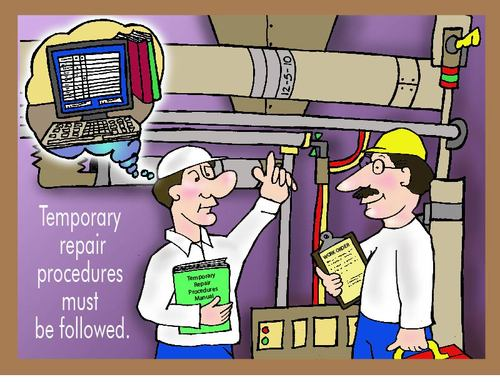 12-5-10
Temporary
repair
procedures
must
be followed.
Temporary
Repair
Procedures
Manual
WORK ORDER